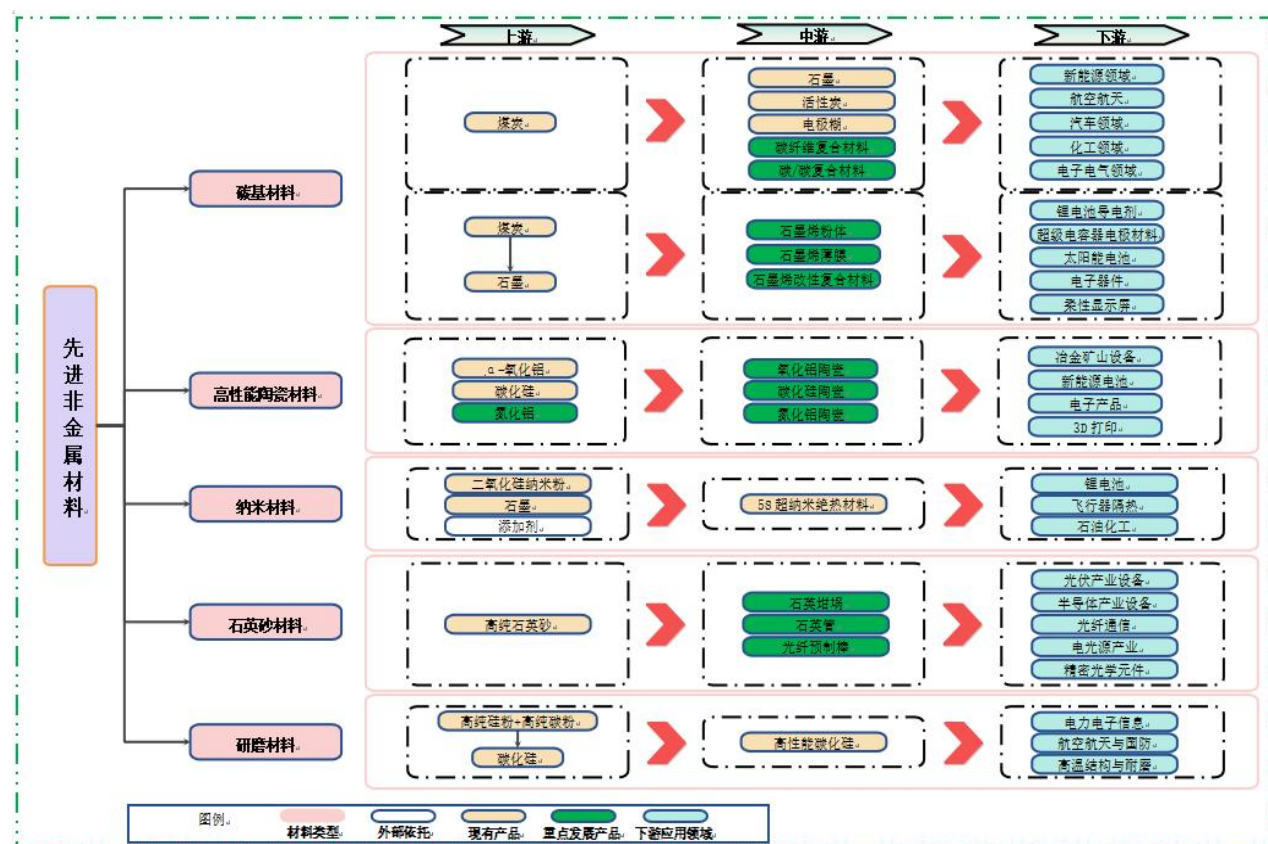 上游
中游
下游
先进非金属材料
碳基材料
煤炭
石墨
活性炭
电极糊
碳纤维复合材料
碳/碳复合材料
新能源领域
航空航天
汽车领域
化工领域
电子电气领域
煤炭
石墨
石墨烯粉体
石墨烯薄膜
石墨烯改性复合材料
锂电池导电剂
超级电容器电极材料
太阳能电池
电子器件
柔性显示屏
高性能陶瓷材料
α-氧化铝
碳化硅
氮化铝
氧化铝陶瓷
碳化硅陶瓷
氮化铝陶瓷
冶金矿山设备
新能源电池
电子产品
3D打印
纳米材料
二氧化硅纳米粉
石墨
添加剂
5S超纳米绝热材料
锂电池
飞行器隔热
石油化工
石英砂材料
高纯石英砂
石英坩埚
石英管
光纤预制棒
光伏产业设备
半导体产业设备
光纤通信
电光源产业
精密光学元件
研磨材料
高纯硅粉+高纯碳粉
碳化硅
高性能碳化硅
电力电子信息
航空航天与国防
高温结构与耐磨
图例
材料类型
外部依托
现有产品
重点发展产品
下游应用领域